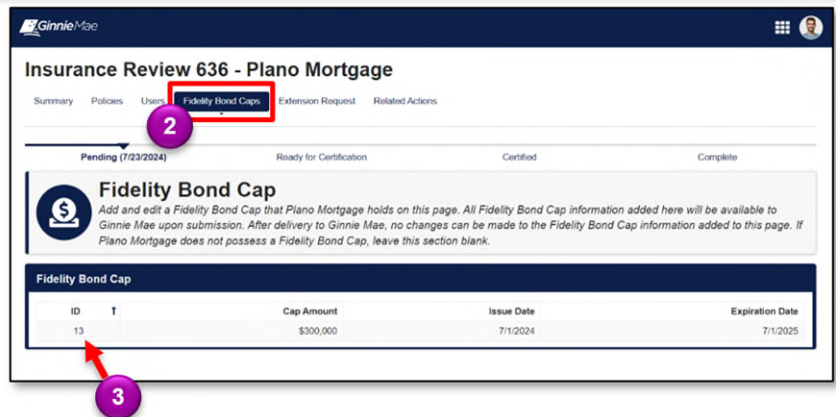 GinnieMae
Insurance Review 636 - Plano Mortgage
Summary Policies Users Fidelity Bond Caps Extension Request Related Actions
2
Pending (7/23/2024) Ready for Certification Certified Complete
Fidelity Bond Cap
Add and edit a Fidelity Bond Cap that Plano Mortgage holds on this page. All Fidelity Bond Cap information added here will be available to
Ginnie Mae upon submission. After delivery to Ginnie Mae, no changes can be made to the Fidelity Bond Cap information added to this page. If
Plano Mortgage does not possess a Fidelity Bond Cap, leave this section blank.
Fidelity Bond Cap
ID ↑ Cap Amount Issue Date Expiration Date
13 $300,000 7/1/2024 7/1/2025
3